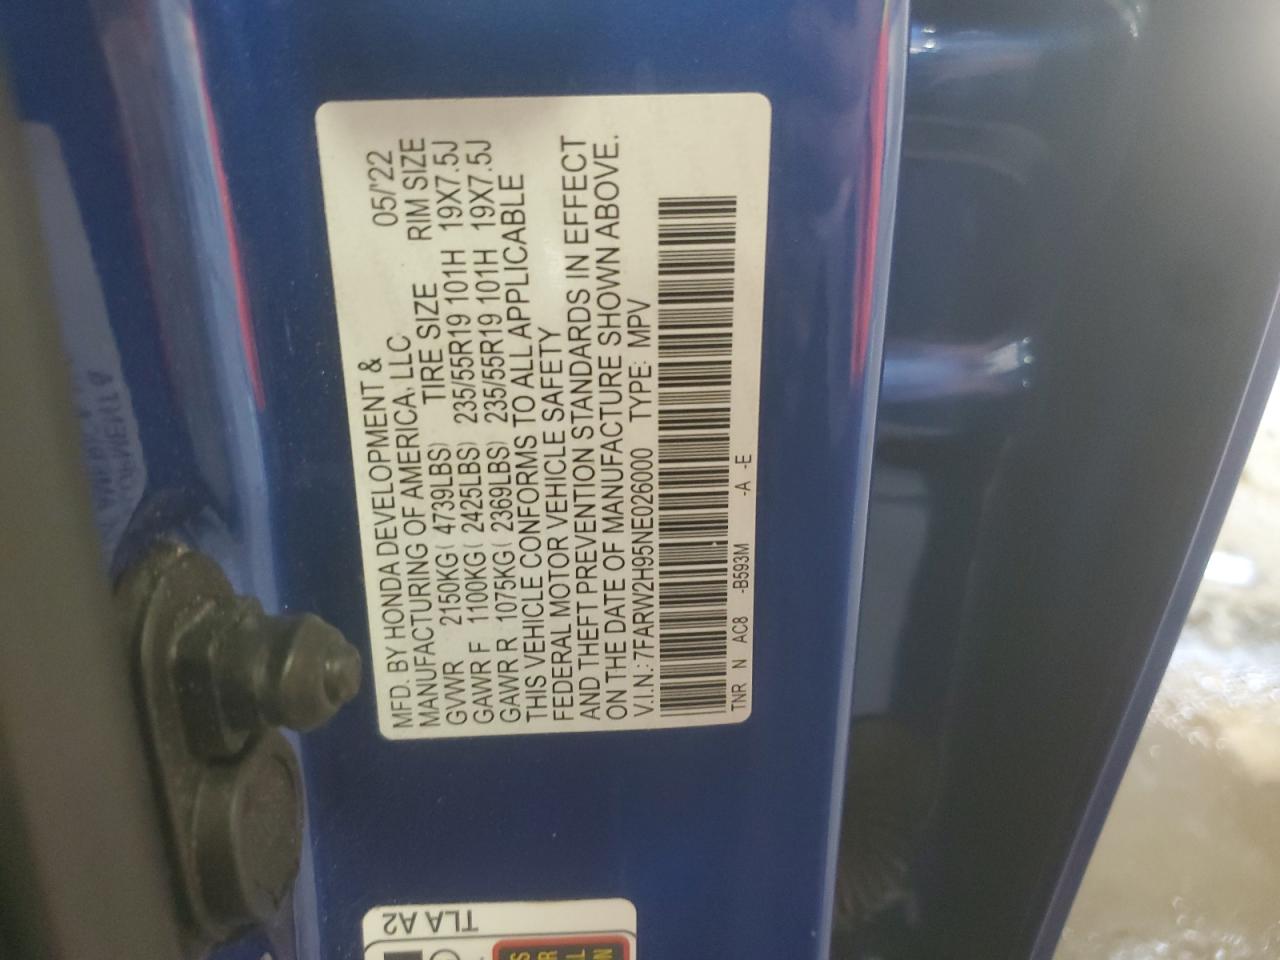 MFD. BY HONDA DEVELOPMENT &
MANUFACTURING OF AMERICA, LLC 05/'22
TIRE SIZE RIM SIZE
GVWR 2150KG( 4739LBS)
GAWR F 1100KG( 2425LBS) 235/55R19 101H 19X7.5J
GAWR R 1075KG( 2369LBS) 235/55R19 101H 19X7.5J
THIS VEHICLE CONFORMS TO ALL APPLICABLE
FEDERAL MOTOR VEHICLE SAFETY
AND THEFT PREVENTION STANDARDS IN EFFECT
ON THE DATE OF MANUFACTURE SHOWN ABOVE.
V.I.N.: 7FARW2H95NE026000 TYPE: MPV
TNR N AC8 -B593M -A -E
TLA A2